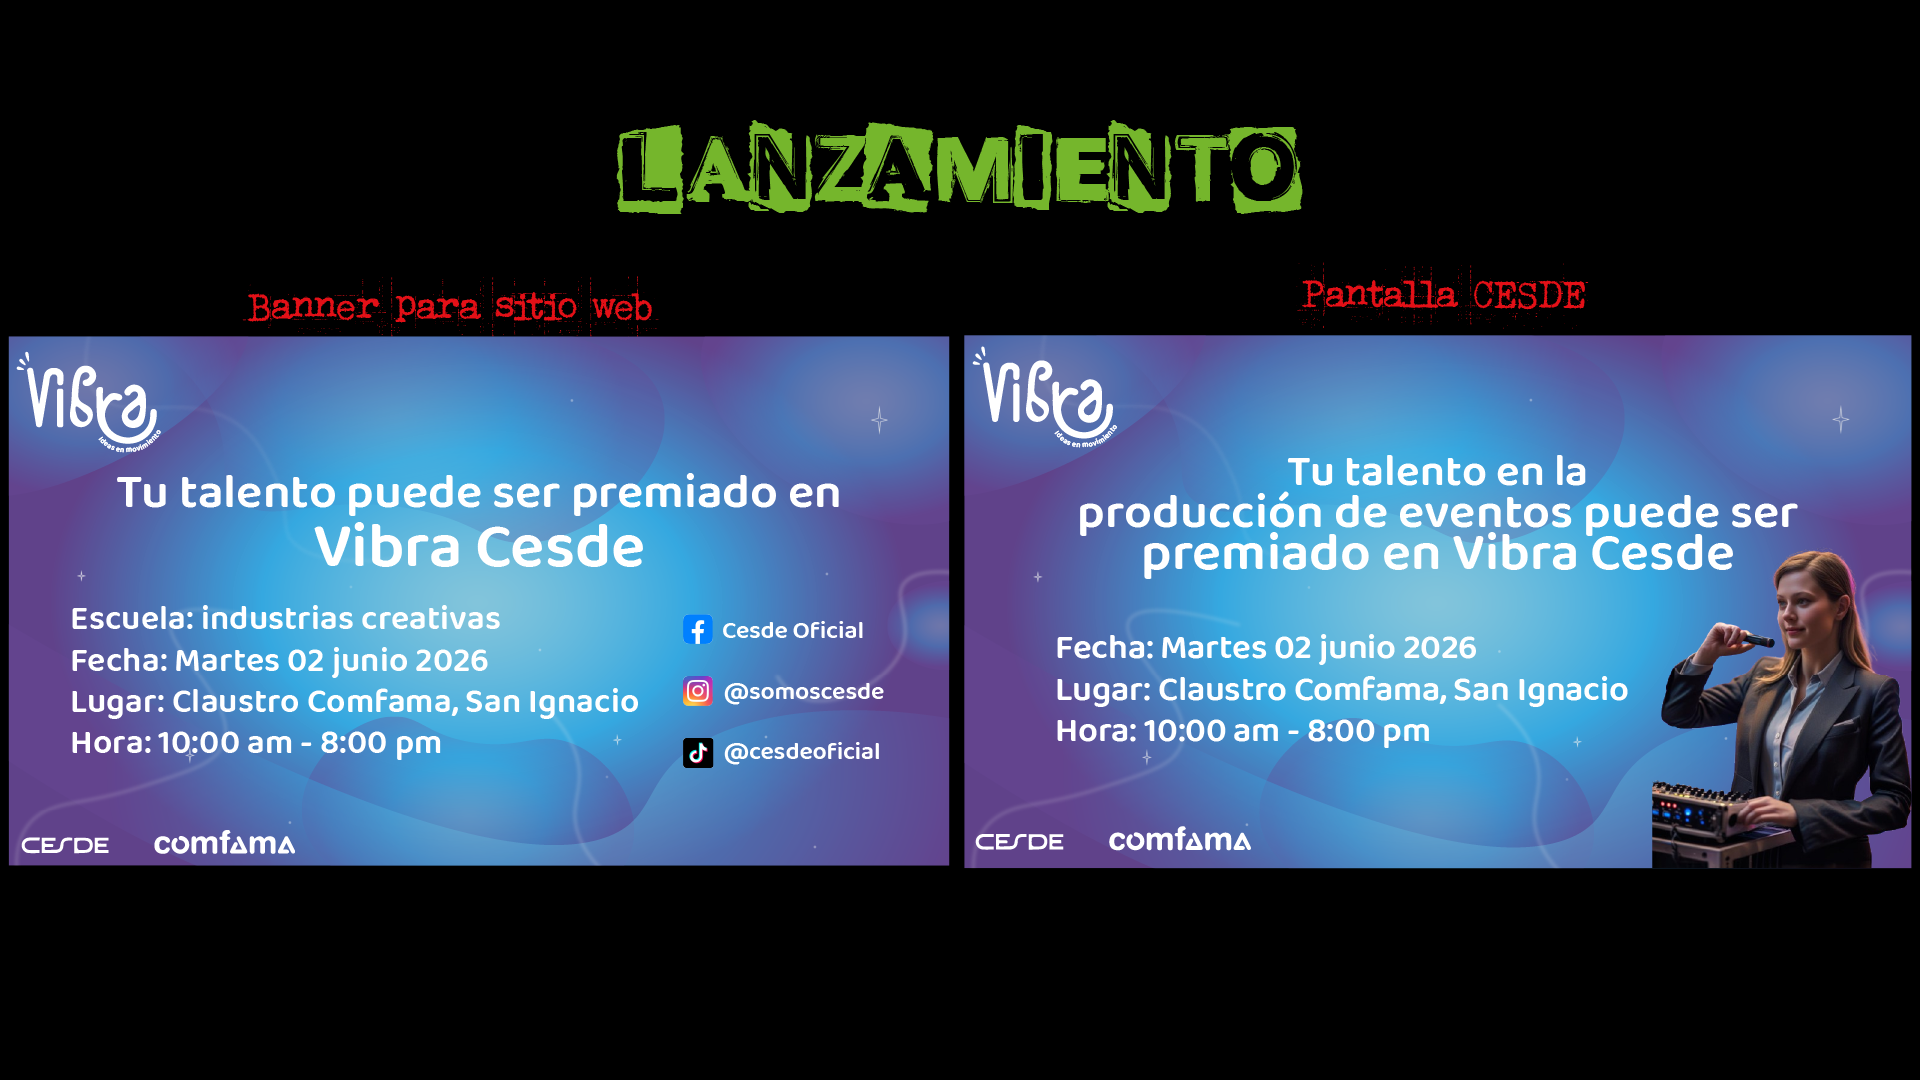 LANZAMIENTO
Banner para sitio web
Vibra
Ideas en movimiento
Tu talento puede ser premiado en
Vibra Cesde
Escuela: industrias creativas
Fecha: Martes 02 junio 2026
Lugar: Claustro Comfama, San Ignacio
Hora: 10:00 am - 8:00 pm
Cesde Oficial
@somoscesde
@cesdeoficial
CESDE
comfama
Pantalla CESDE
Vibra
Ideas en movimiento
Tu talento en la
producción de eventos puede ser
premiado en Vibra Cesde
Fecha: Martes 02 junio 2026
Lugar: Claustro Comfama, San Ignacio
Hora: 10:00 am - 8:00 pm
CESDE
comfama